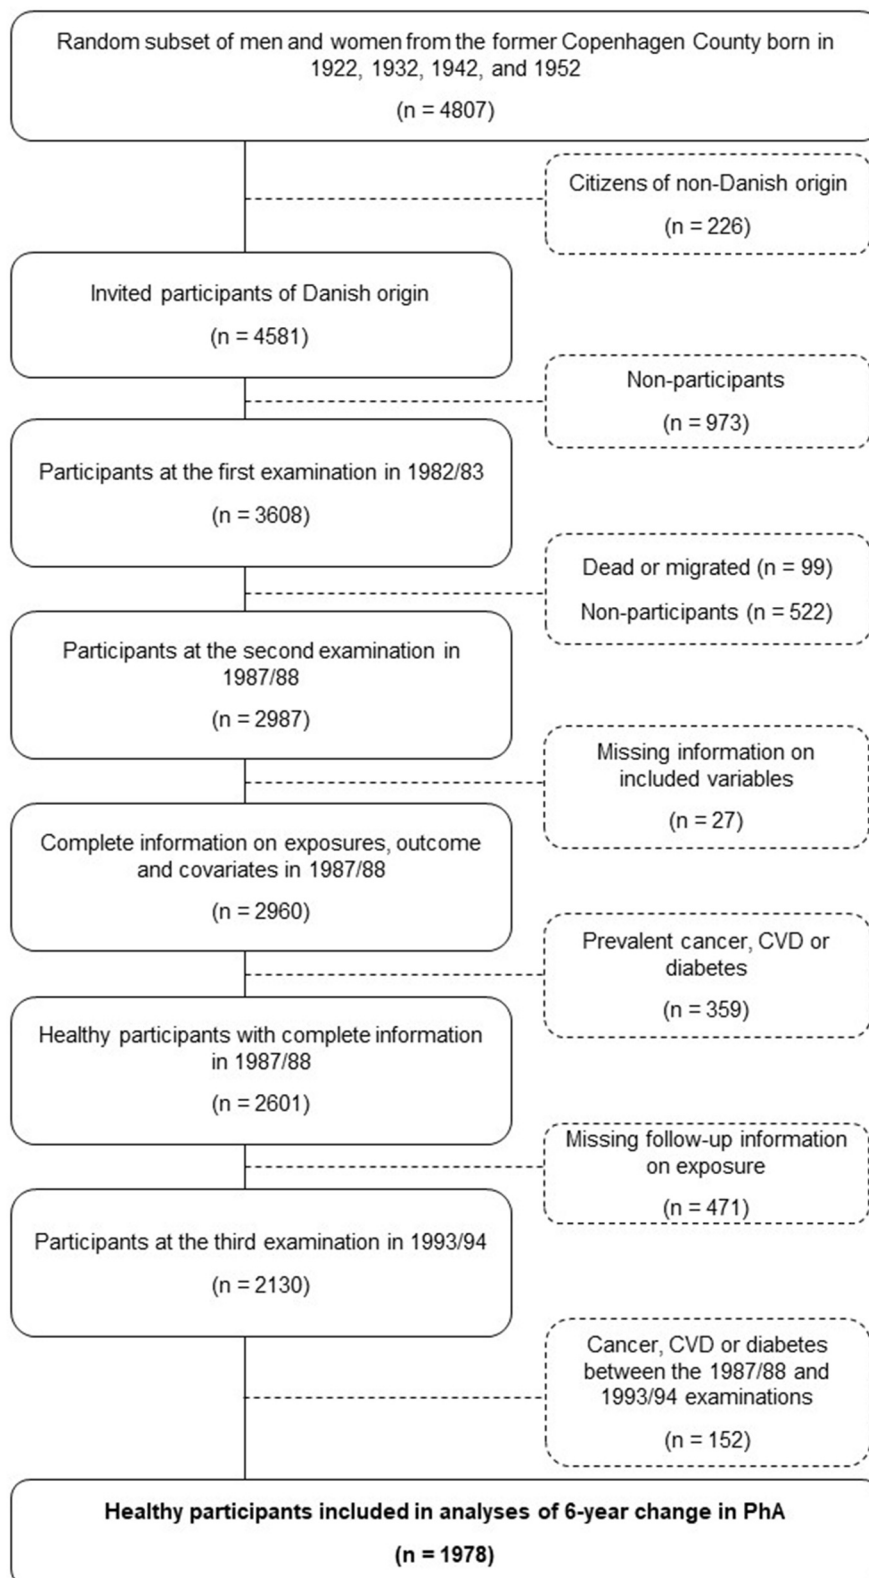 Random subset of men and women from the former Copenhagen County born in
1922, 1932, 1942, and 1952
(n = 4807)
Citizens of non-Danish origin
(n = 226)
Invited participants of Danish origin
(n = 4581)
Non-participants
(n = 973)
Participants at the first examination in 1982/83
(n = 3608)
Dead or migrated (n = 99)
Non-participants (n = 522)
Participants at the second examination in
1987/88
(n = 2987)
Missing information on
included variables
(n = 27)
Complete information on exposures, outcome
and covariates in 1987/88
(n = 2960)
Prevalent cancer, CVD or
diabetes
(n = 359)
Healthy participants with complete information
in 1987/88
(n = 2601)
Missing follow-up information
on exposure
(n = 471)
Participants at the third examination in 1993/94
(n = 2130)
Cancer, CVD or diabetes
between the 1987/88 and
1993/94 examinations
(n = 152)
Healthy participants included in analyses of 6-year change in PhA
(n = 1978)